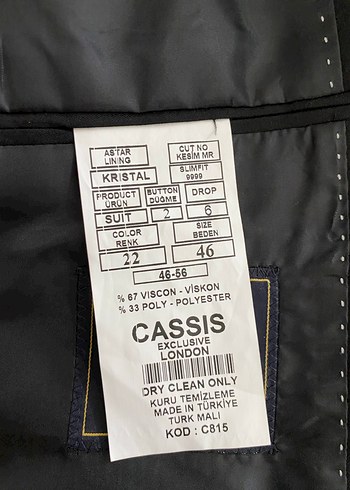 ASTAR
LINING
CUT NO
KESİM MR
KRISTAL
SLIMFIT
9999
PRODUCT
ÜRÜN
BUTTON
DÜĞME
DROP
SUIT
2
6
COLOR
RENK
SIZE
BEDEN
22
46
46-56
% 67 VISCON - VİSKON
% 33 POLY - POLYESTER
CASSIS
EXCLUSIVE
LONDON
DRY CLEAN ONLY
KURU TEMİZLEME
MADE IN TÜRKİYE
TURK MALI
KOD : C815